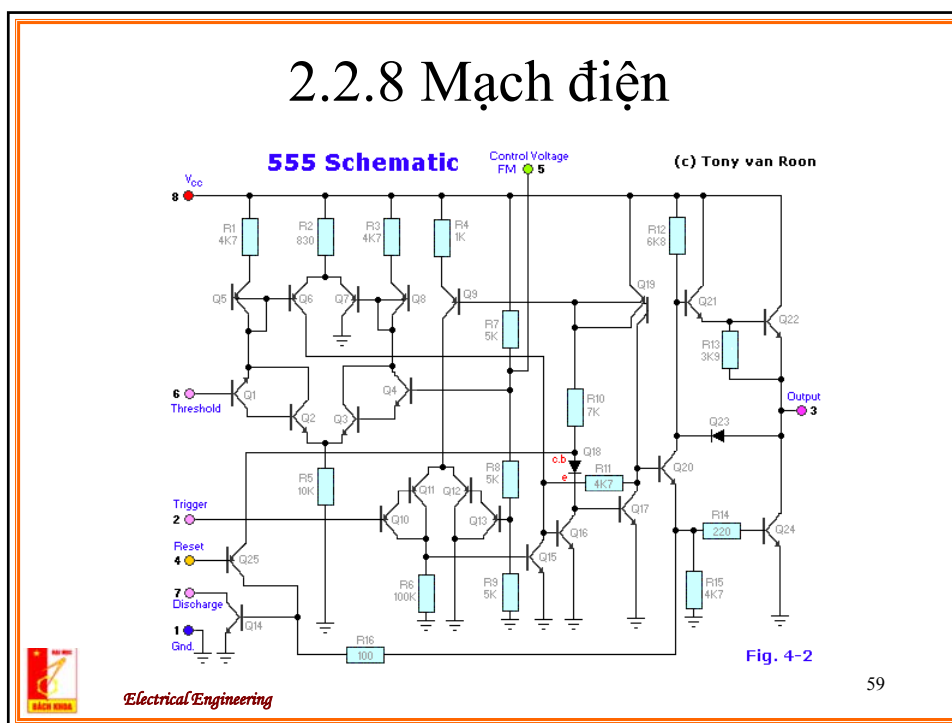 2.2.8 Mạch điện
555 Schematic
Control Voltage
FM 5
(c) Tony van Roon
Vcc
8
R1
4K7
R2
830
R3
4K7
R4
1K
R12
6K8
Q5
Q6
Q7
Q8
Q9
Q19
Q21
Q22
R7
5K
R13
3K9
6
Threshold
Q1
Q2
Q3
Q4
R10
7K
Output
3
Q23
c.b
Q18
e
R11
4K7
Q20
R5
10K
R8
5K
Trigger
2
Q11
Q12
Q10
Q13
Q16
Q17
R14
220
Q24
Reset
4
Q25
Q15
R6
100K
R9
5K
R15
4K7
7
Discharge
Q14
1
Gnd.
R16
100
Fig. 4-2
ĐẠI HỌC
BÁCH KHOA
Electrical Engineering
59